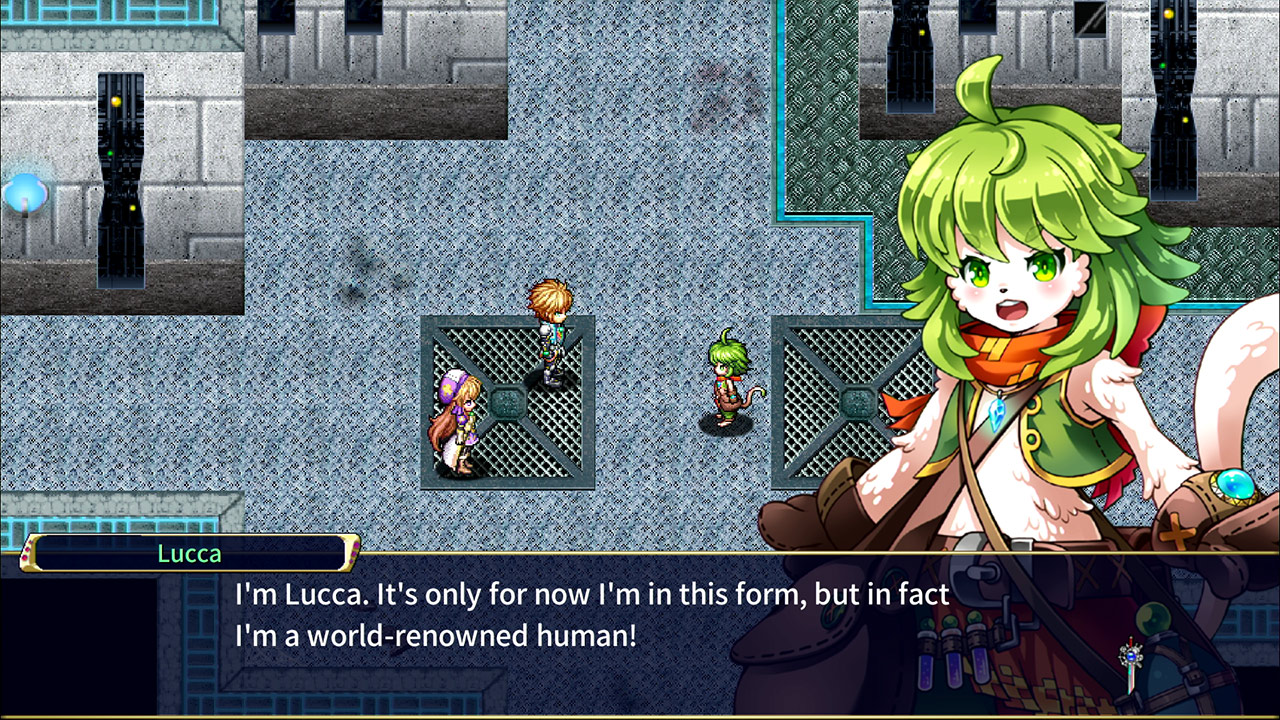 Lucca
I'm Lucca. It's only for now I'm in this form, but in fact
I'm a world-renowned human!